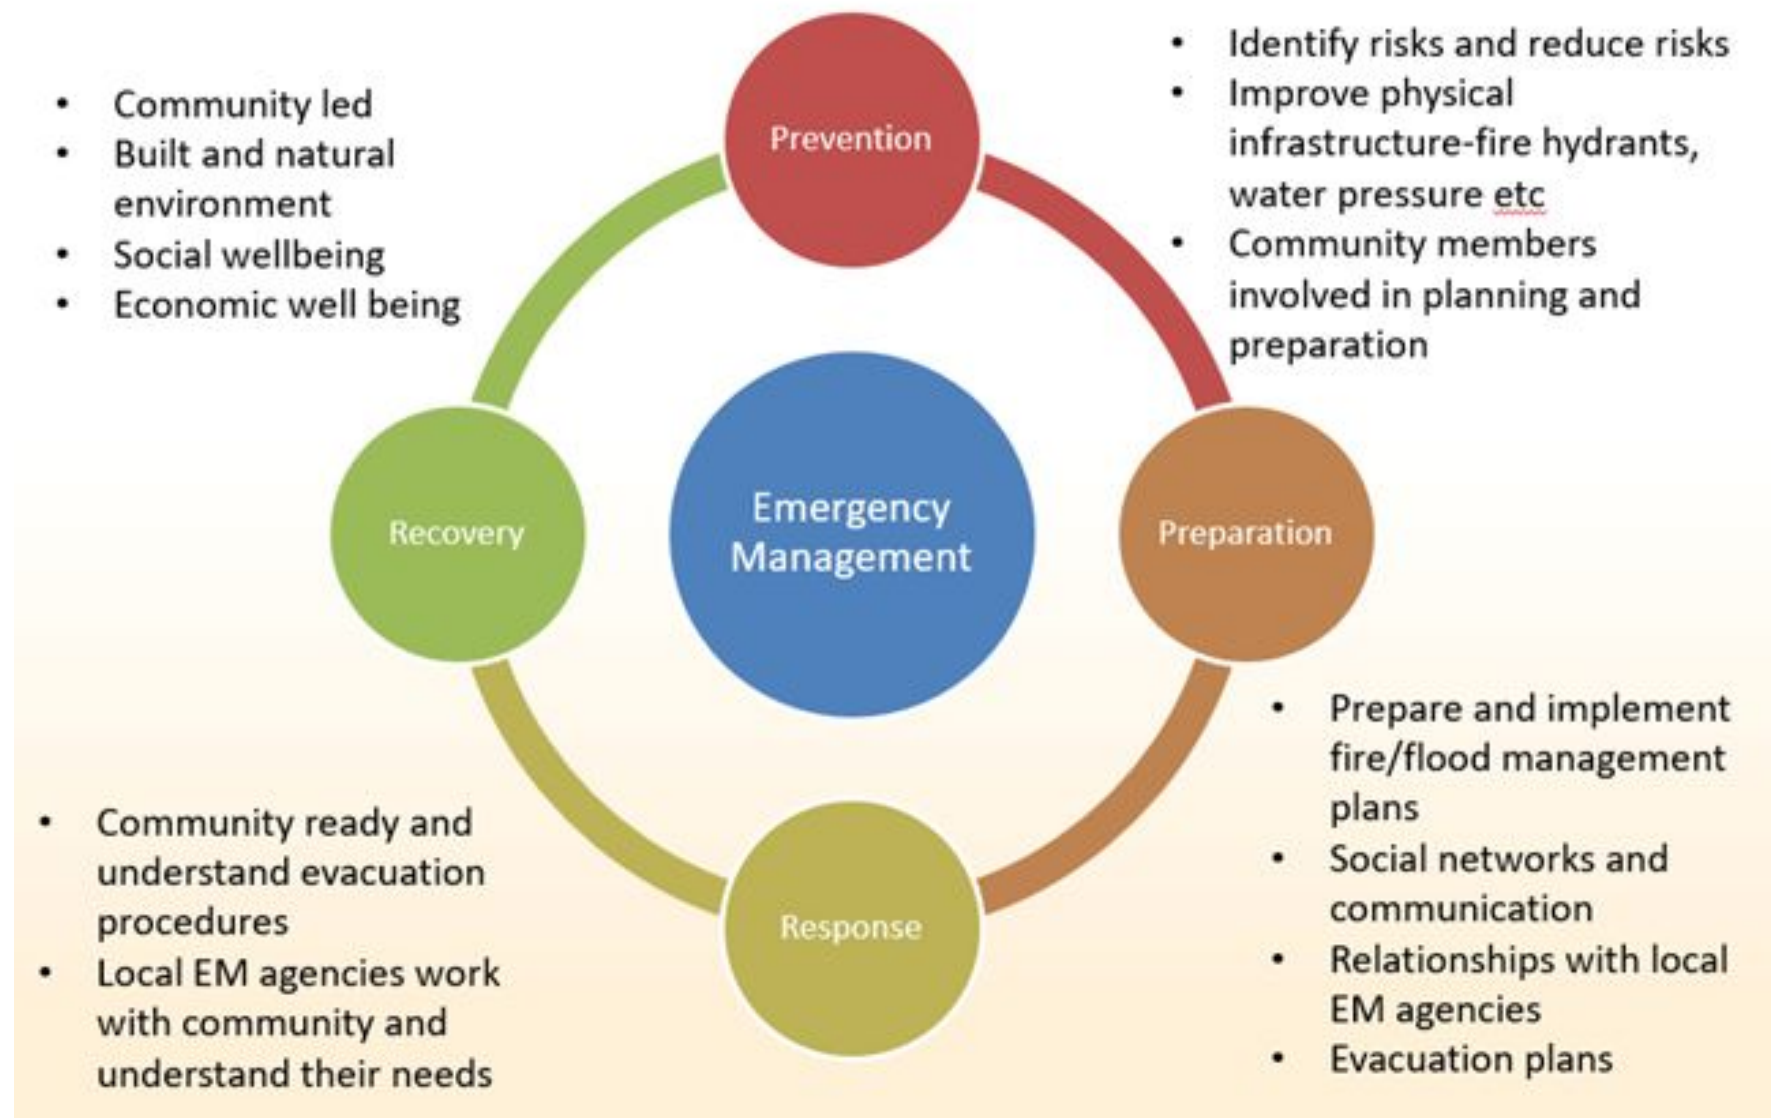 Prevention
• Identify risks and reduce risks
• Improve physical
infrastructure-fire hydrants,
water pressure etc
• Community members
involved in planning and
preparation
• Community led
• Built and natural
environment
• Social wellbeing
• Economic well being
Recovery
Emergency
Management
Preparation
• Prepare and implement
fire/flood management
plans
• Social networks and
communication
• Relationships with local
EM agencies
• Evacuation plans
Response
• Community ready and
understand evacuation
procedures
• Local EM agencies work
with community and
understand their needs